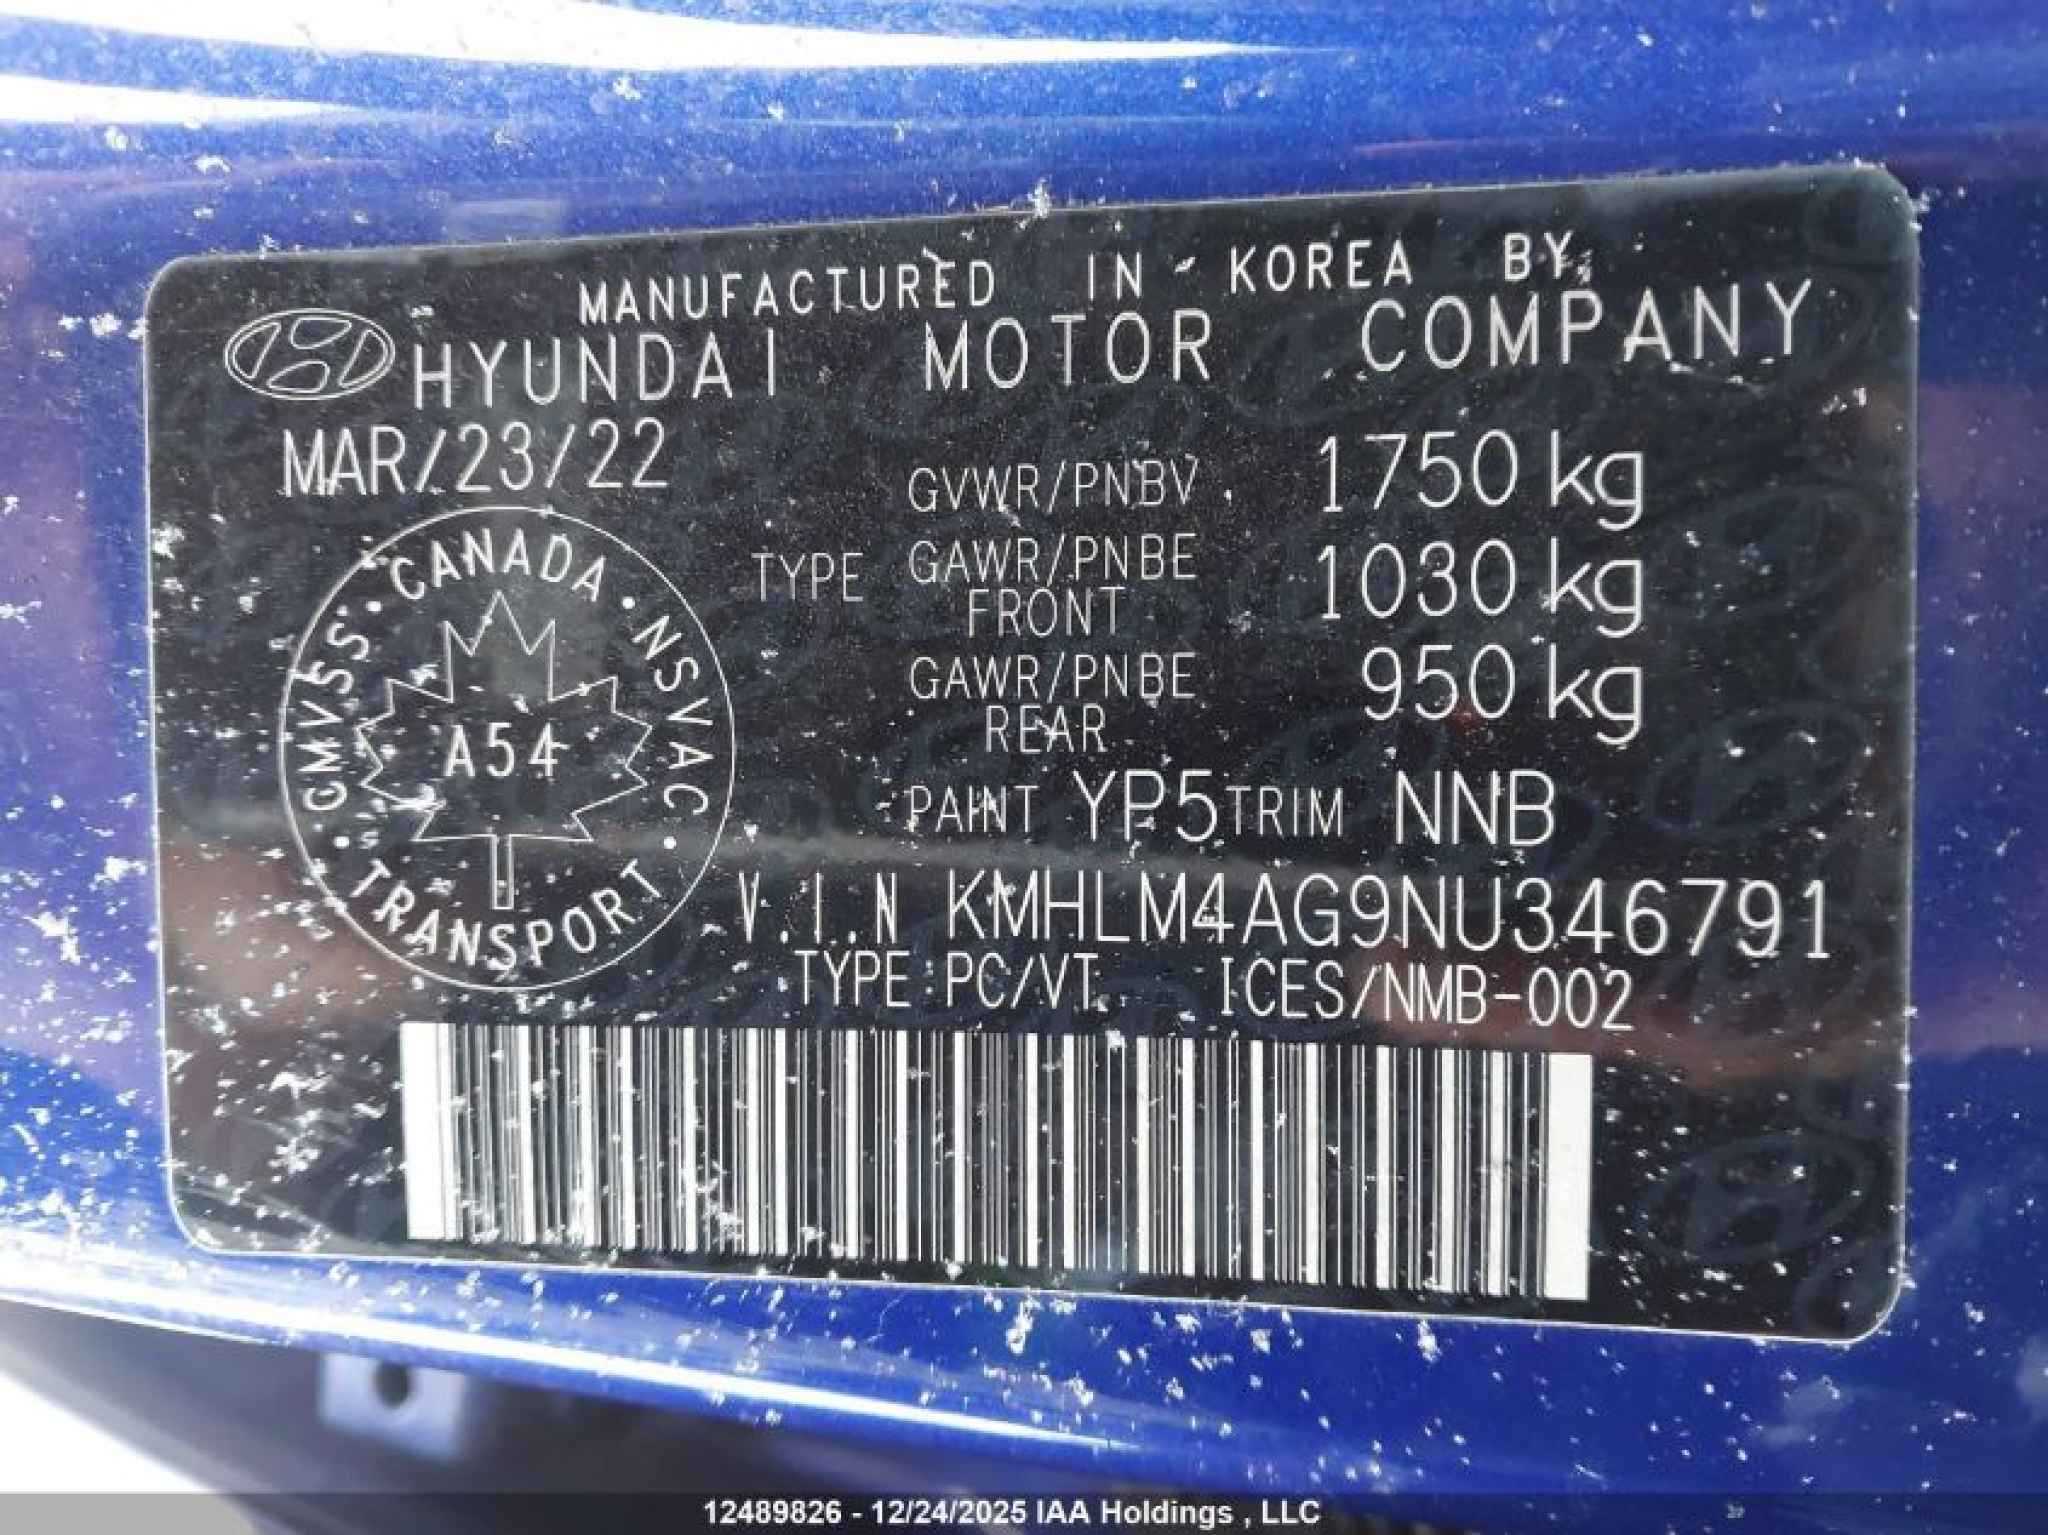 MANUFACTURED IN KOREA BY
HYUNDAI MOTOR COMPANY
MAR/23/22
GVWR/PNBV 1750 kg
TYPE GAWR/PNBE FRONT 1030 kg
GAWR/PNBE REAR 950 kg
PAINT YP5 TRIM NNB
V.I.N KMHLM4AG9NU346791
TYPE PC/VT ICES/NMB-002
CANADA · NSVAC · TRANSPORT · GMVSS ·
A54
12489826 - 12/24/2025 IAA Holdings , LLC